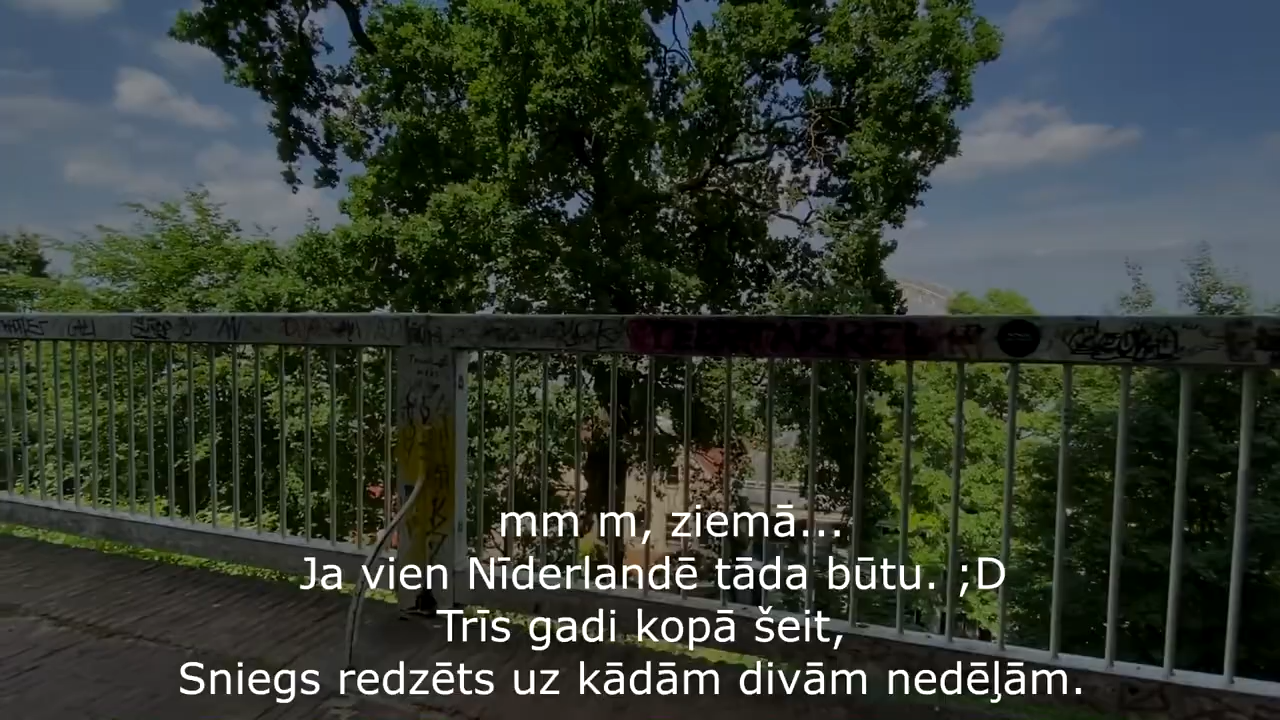 mm m, ziemā...
Ja vien Nīderlandē tāda būtu. ;D
Trīs gadi kopā šeit,
Sniegs redzēts uz kādām divām nedēļām.